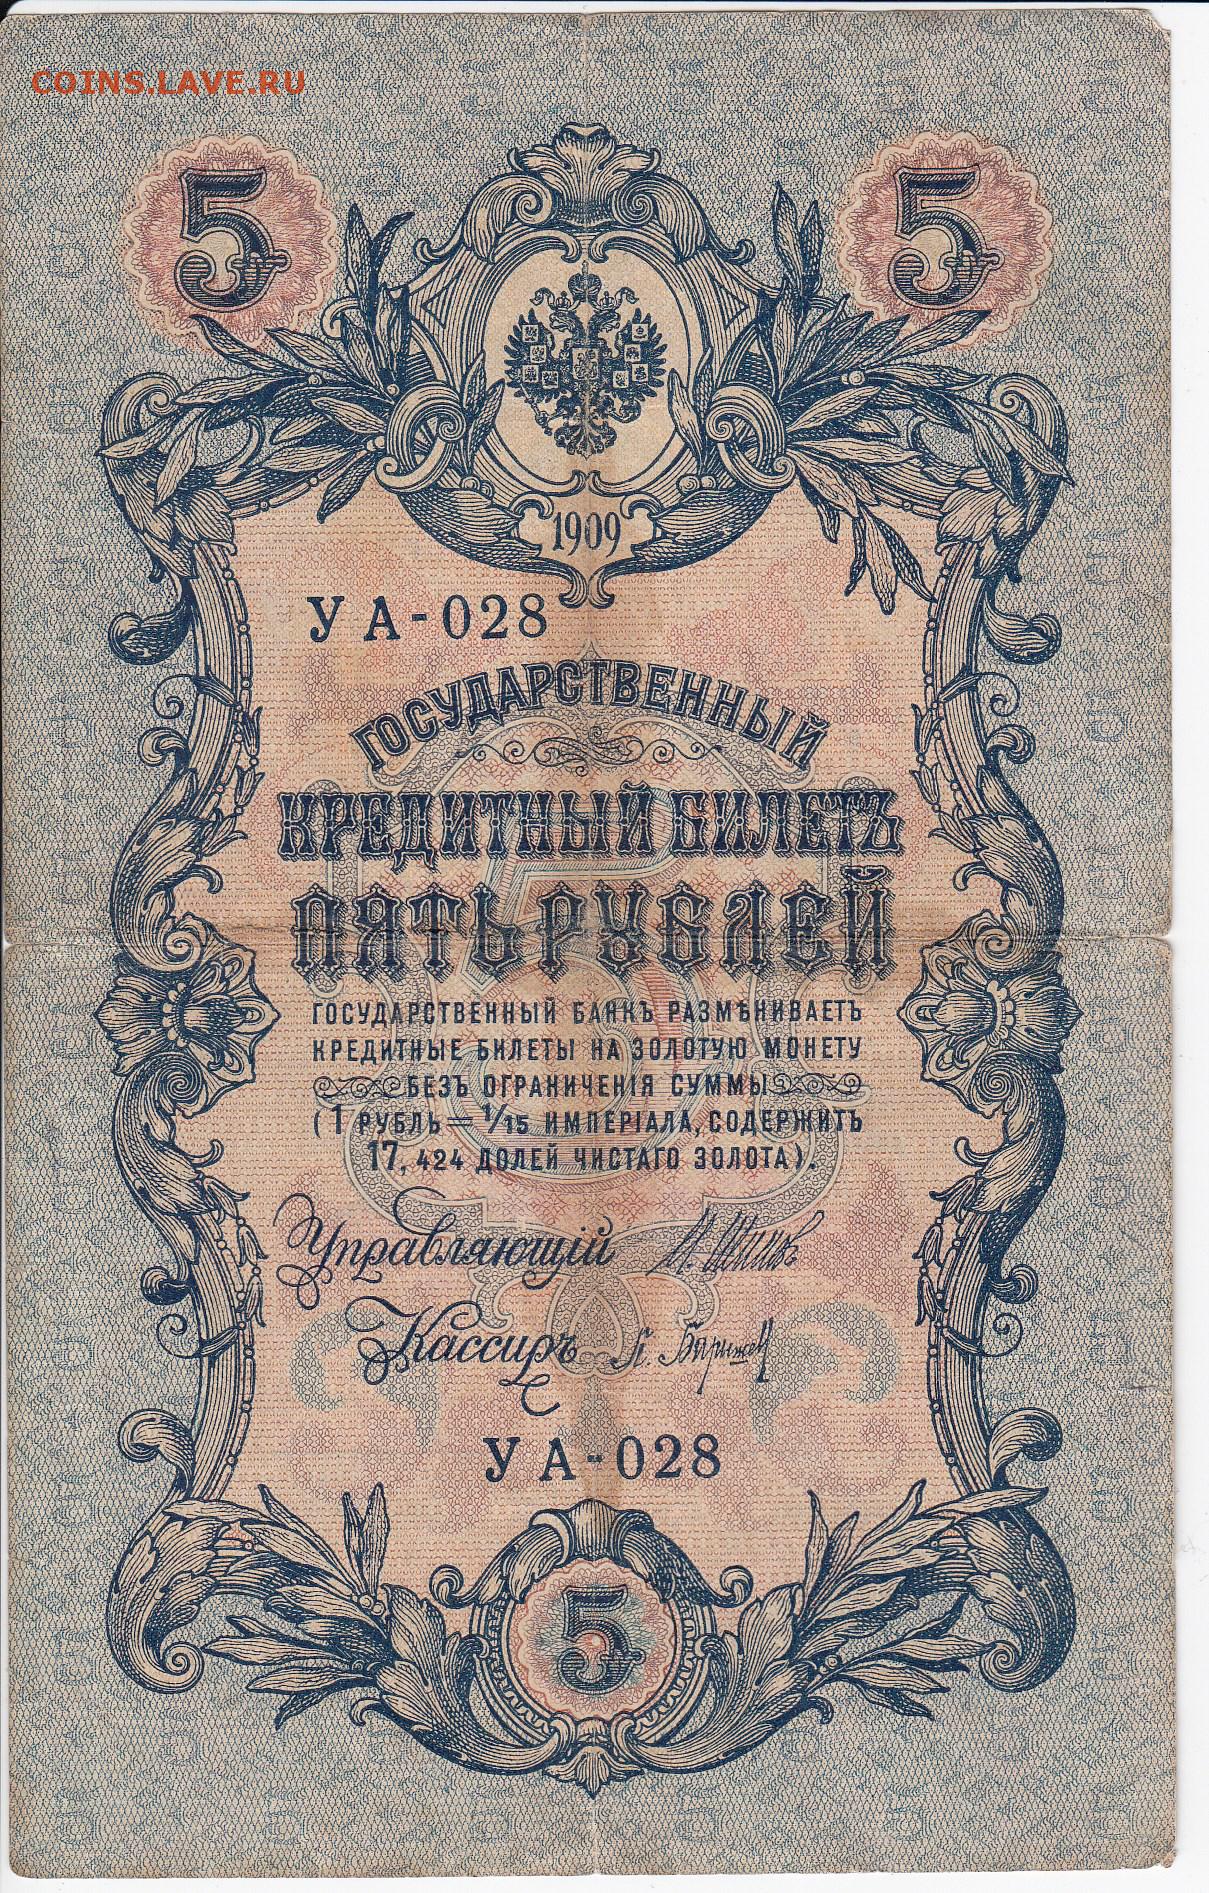 COINS.LAVE.RU
5 5
1909
УА-028
ГОСУДАРСТВЕННЫЙ
КРЕДИТНЫЙ БИЛЕТЪ
ПЯТЬ РУБЛЕЙ
ГОСУДАРСТВЕННЫЙ БАНКЪ РАЗМѢНИВАЕТЪ
КРЕДИТНЫЕ БИЛЕТЫ НА ЗОЛОТУЮ МОНЕТУ
БЕЗЪ ОГРАНИЧЕНІЯ СУММЫ
(1 РУБЛЬ = 1/15 ИМПЕРІАЛА, СОДЕРЖИТЪ
17,424 ДОЛЕЙ ЧИСТАГО ЗОЛОТА).
Управляющій И. Шиповъ
Кассиръ
УА-028
5